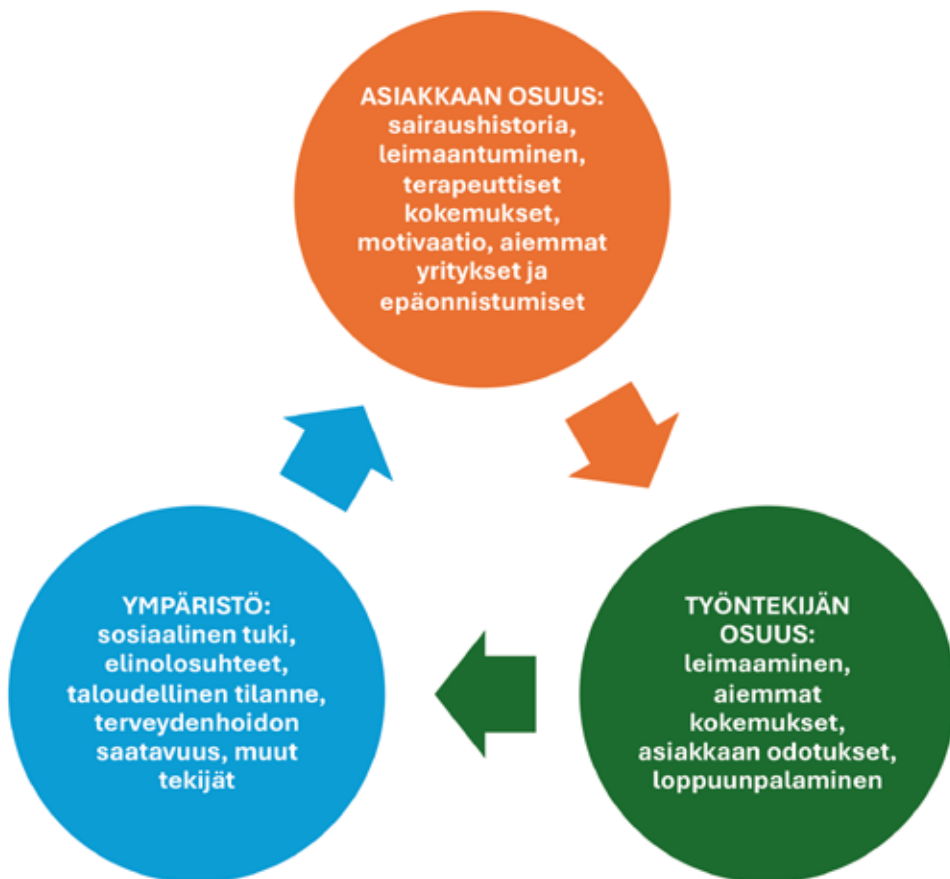 ASIAKKAAN OSUUS:
sairaushistoria,
leimaantuminen,
terapeuttiset
kokemukset,
motivaatio, aiemmat
yritykset ja
epäonnistumiset
YMPÄRISTÖ:
sosiaalinen tuki,
elinolosuhteet,
taloudellinen tilanne,
terveydenhoidon
saatavuus, muut
tekijät
TYÖNTEKIJÄN
OSUUS:
leimaaminen,
aiemmat
kokemukset,
asiakkaan odotukset,
loppuunpalaminen